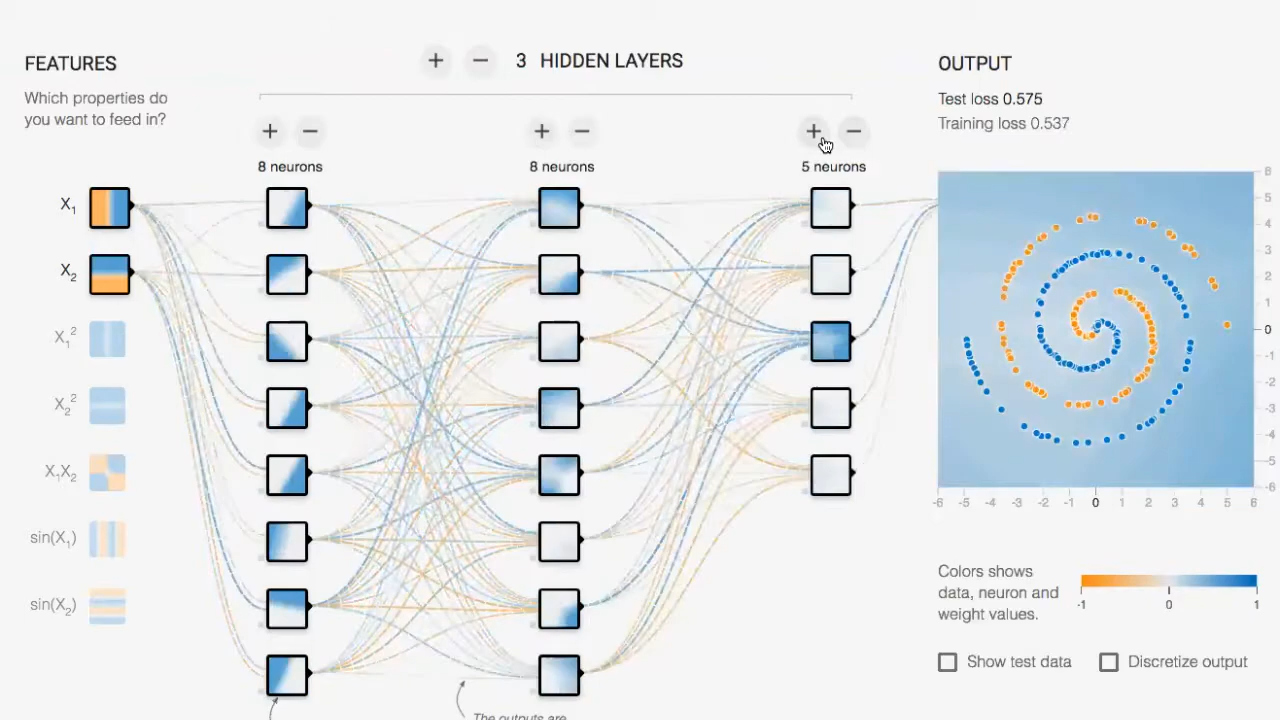 FEATURES
Which properties do
you want to feed in?
X1
X2
X1²
X2²
X1X2
sin(X1)
sin(X2)
+ − 3 HIDDEN LAYERS
+ −
8 neurons
+ −
8 neurons
+ −
5 neurons
The outputs are
OUTPUT
Test loss 0.575
Training loss 0.537
8
5
3
2
1
0
-1
-2
-3
-4
-5
-6
-6 -5 -4 -3 -2 -1 0 1 2 3 4 5 6
Colors shows
data, neuron and
weight values.
-1 0 1
Show test data
Discretize output